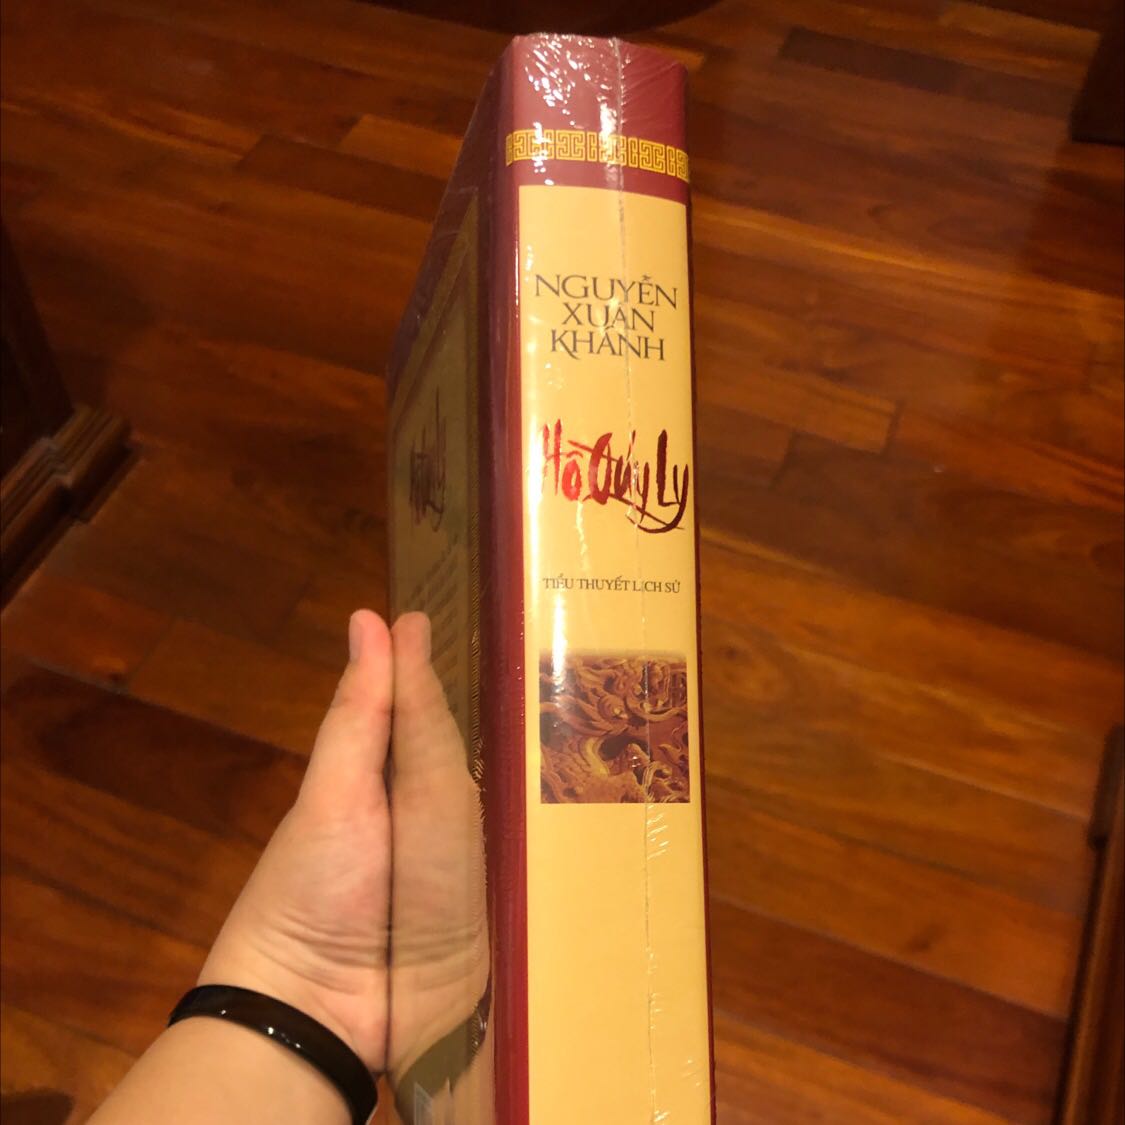 NGUYỄN
XUÂN
KHÁNH
Hồ Quý Ly
TIỂU THUYẾT LỊCH SỬ